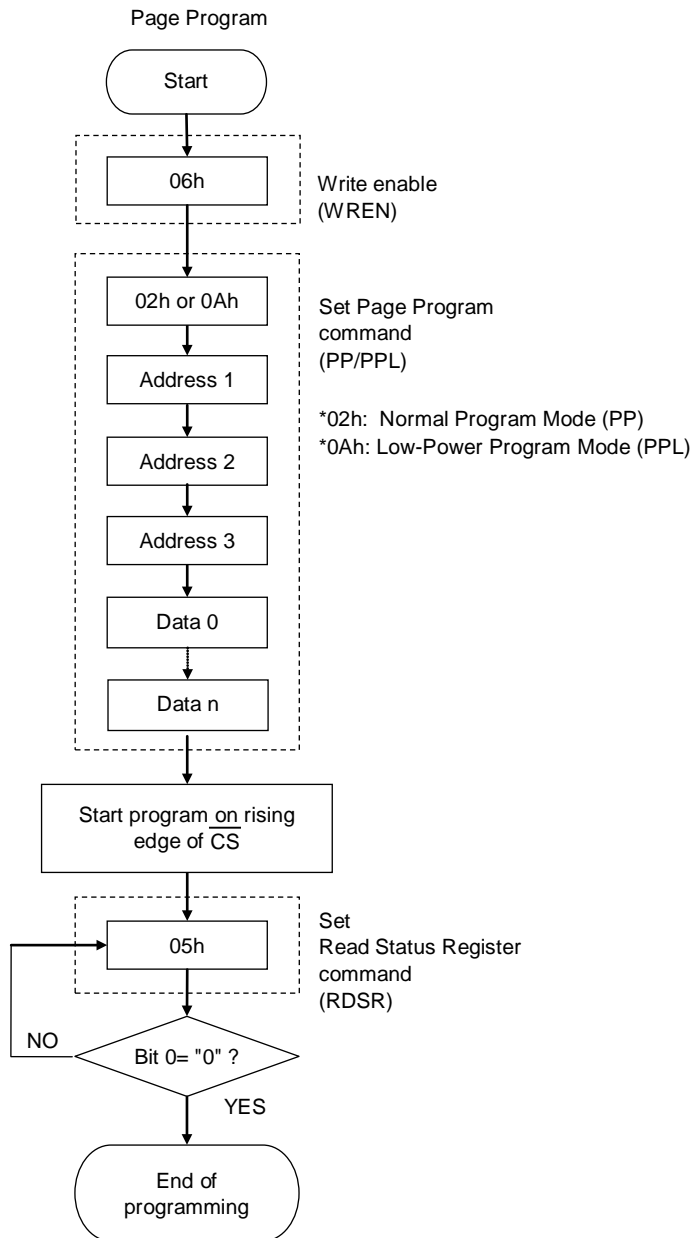 Page Program
Start
06h
Write enable
(WREN)
02h or 0Ah
Set Page Program
command
(PP/PPL)
Address 1
*02h: Normal Program Mode (PP)
*0Ah: Low-Power Program Mode (PPL)
Address 2
Address 3
Data 0
Data n
Start program on rising
edge of C̅S̅
05h
Set
Read Status Register
command
(RDSR)
NO
Bit 0= "0" ?
YES
End of
programming